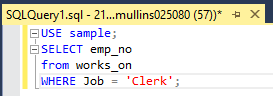 SQLQuery1.sql - 21...mullins025080 (57))*
USE sample;
SELECT emp_no
from works_on
WHERE Job = 'Clerk';